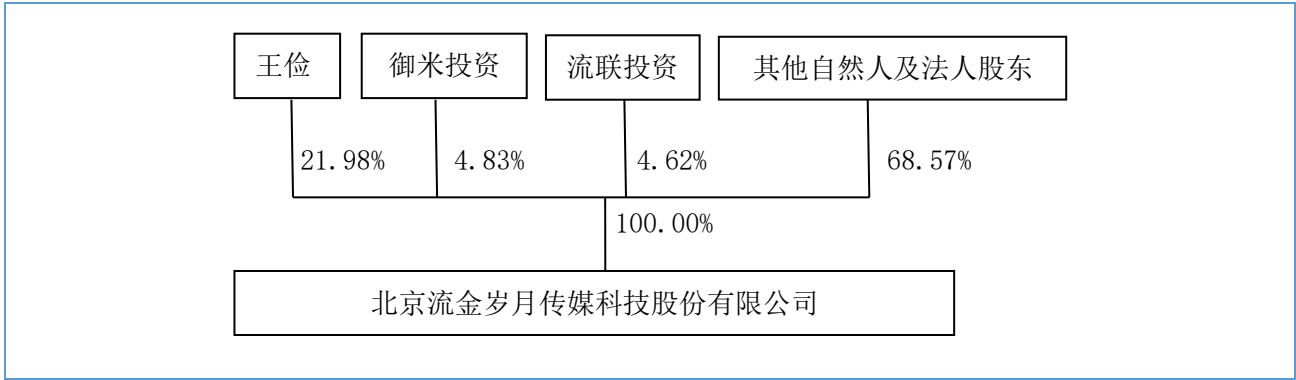 王俭
御米投资
流联投资
其他自然人及法人股东
21.98%
4.83%
4.62%
68.57%
100.00%
北京流金岁月传媒科技股份有限公司